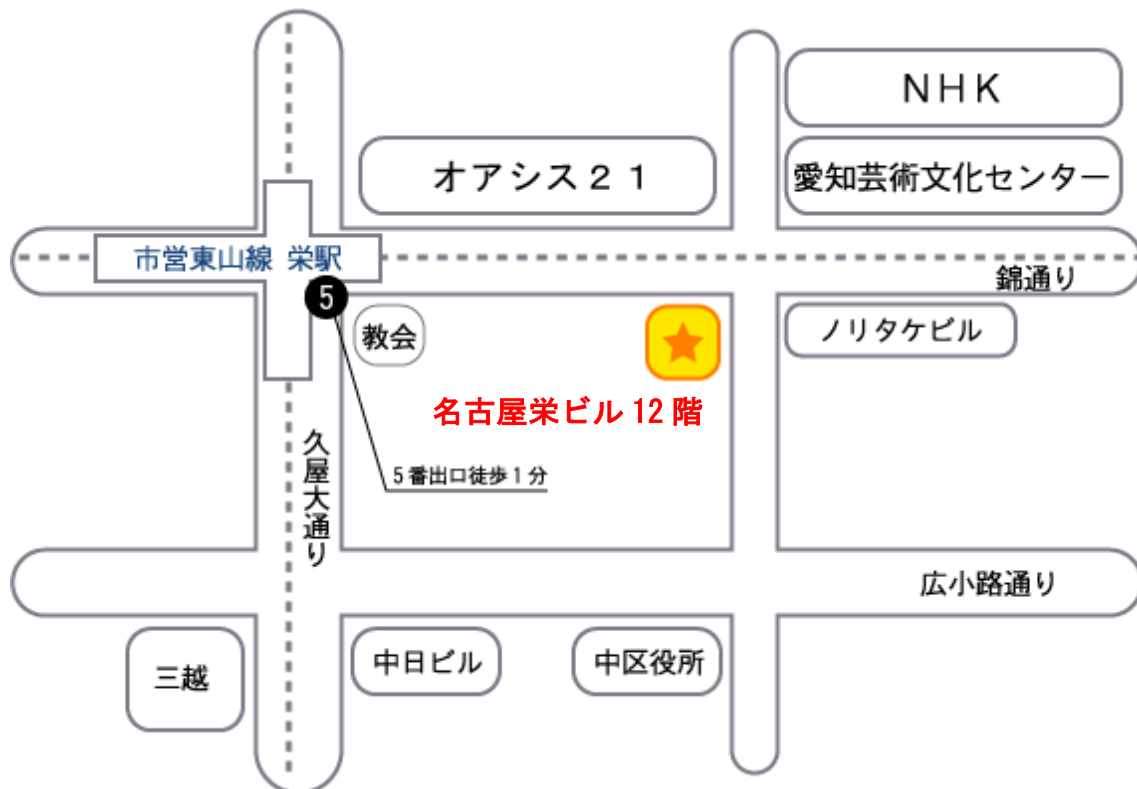 NHK
オアシス21
愛知芸術文化センター
市営東山線 栄駅
錦通り
5
教会
ノリタケビル
名古屋栄ビル12階
久屋大通り
5番出口徒歩1分
広小路通り
三越
中日ビル
中区役所